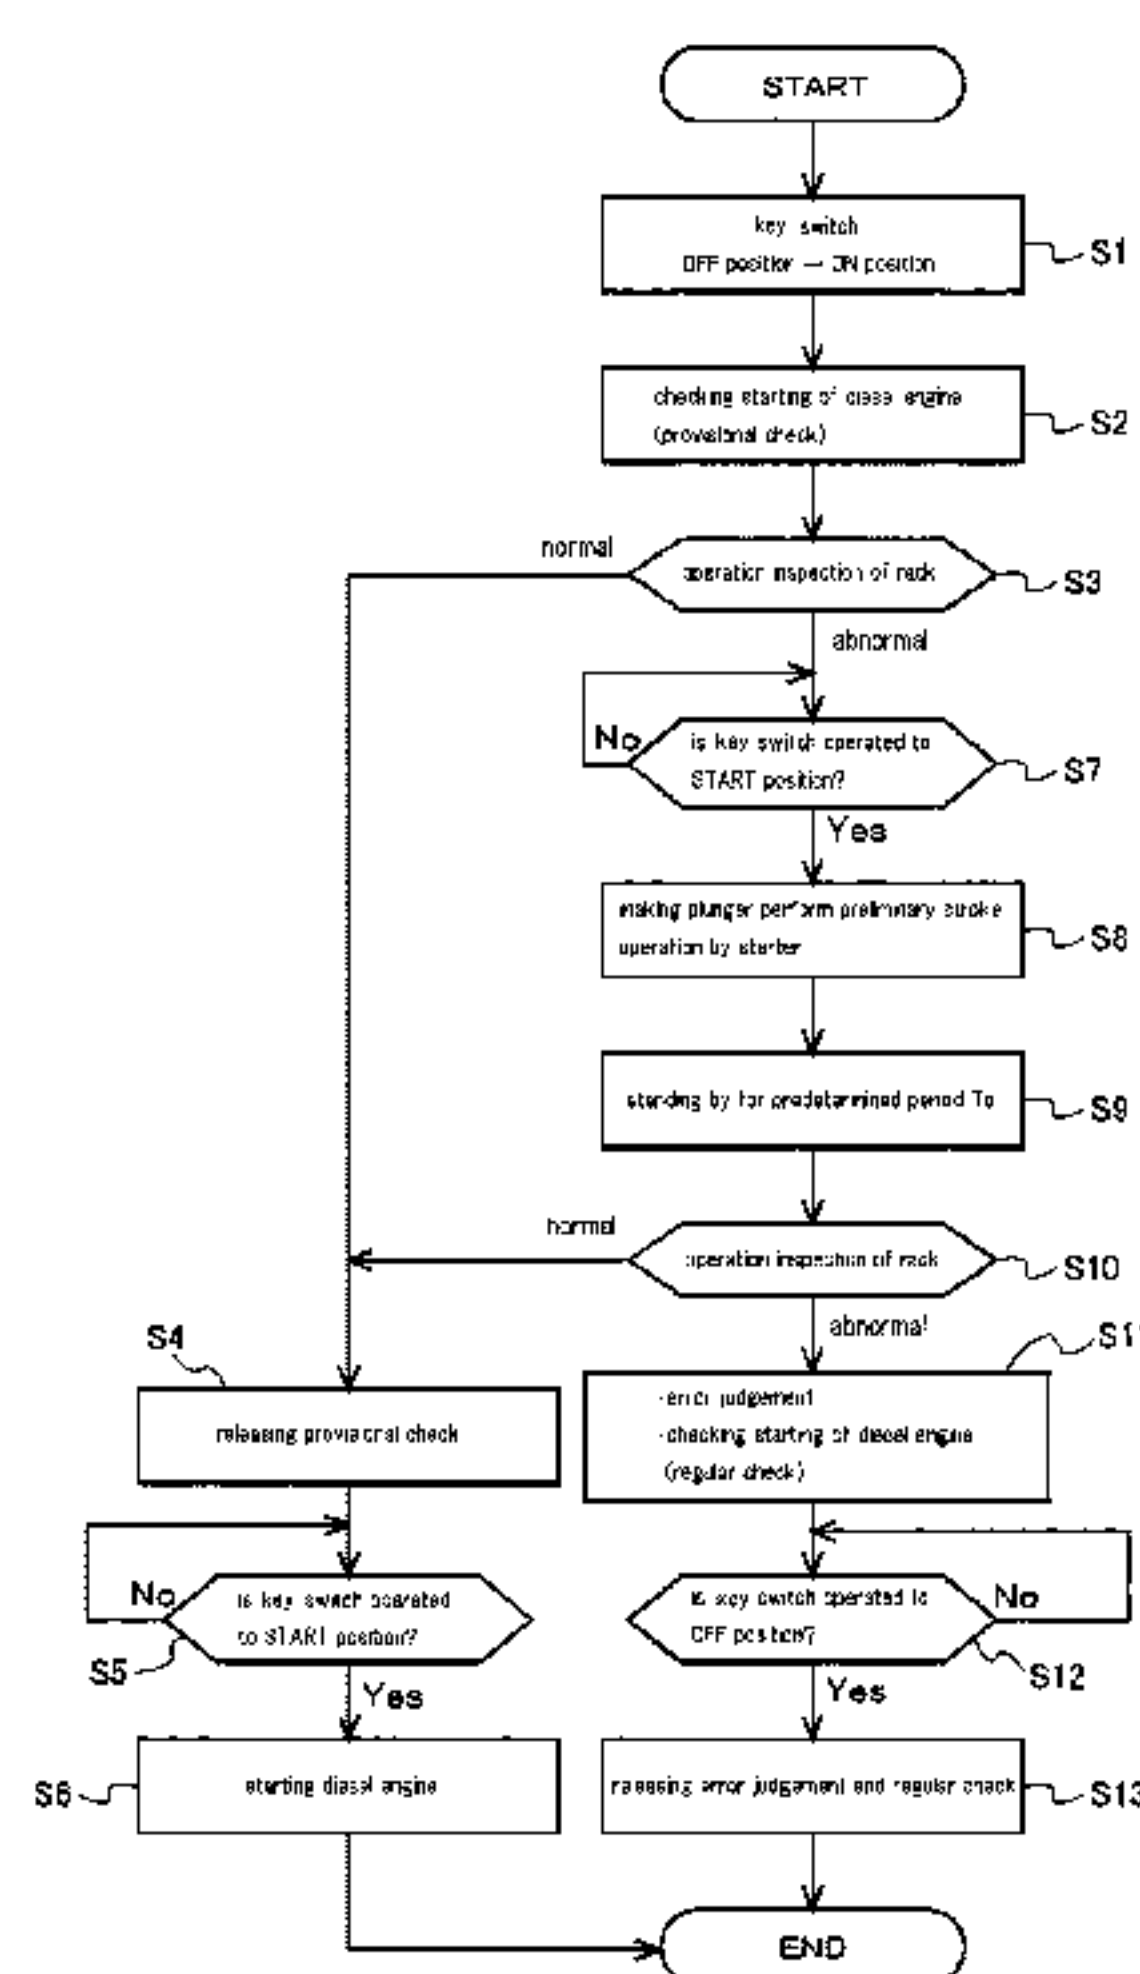 START
key switch
OFF position → ON position
S1
checking starting of diesel engine
(provisional check)
S2
normal
operation inspection of rack
S3
abnormal
No
is key switch operated to
START position?
S7
Yes
making plunger perform preliminary stroke
operation by starter
S8
standing by for predetermined period To
S9
normal
operation inspection of rack
S10
abnormal
S4
S11
releasing provisional check
·error judgement
·checking starting of diesel engine
(regular check)
No
is key switch operated
to START position?
S5
is key switch operated to
OFF position?
No
S12
Yes
Yes
S6
starting diesel engine
releasing error judgement and regular check
S13
END